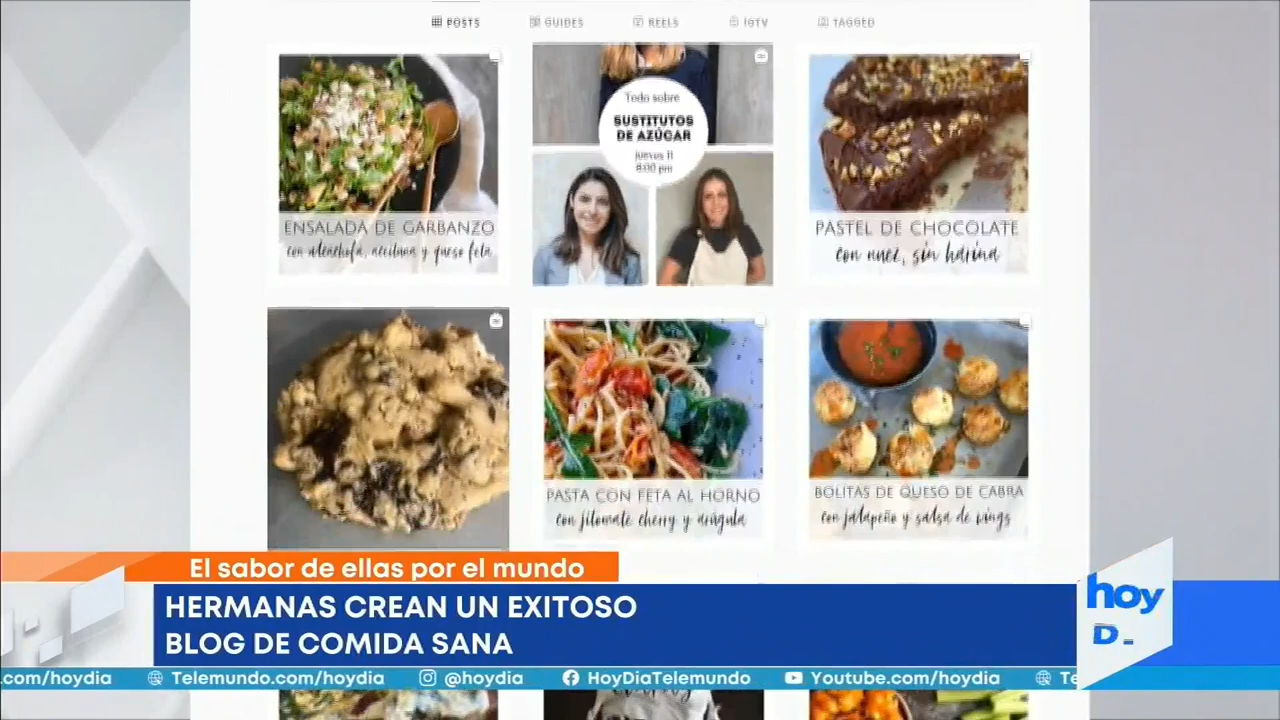 POSTS GUIDES REELS IGTV TAGGED
Todo sobre
SUSTITUTOS
DE AZÚCAR
Jueves 11
8:00 pm
ENSALADA DE GARBANZO
con alcachofa, aceituna y queso feta
PASTEL DE CHOCOLATE
con nuez, sin harina
PASTA CON FETA AL HORNO
con jitomate cherry y arúgula
BOLITAS DE QUESO DE CABRA
con jalapeño y salsa de wings
El sabor de ellas por el mundo
HERMANAS CREAN UN EXITOSO
BLOG DE COMIDA SANA
hoy
D_
.com/hoydia Telemundo.com/hoydia @hoydia HoyDiaTelemundo Youtube.com/hoydia Te